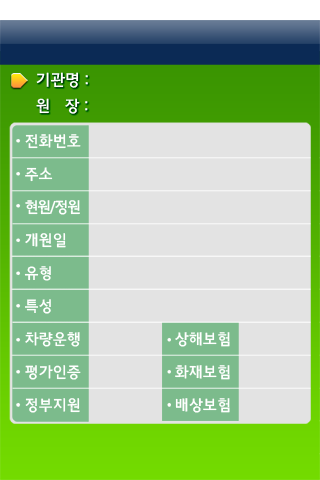 기관명 :
원 장 :
• 전화번호
• 주소
• 현원/정원
• 개원일
• 유형
• 특성
• 차량운행 • 상해보험
• 평가인증 • 화재보험
• 정부지원 • 배상보험